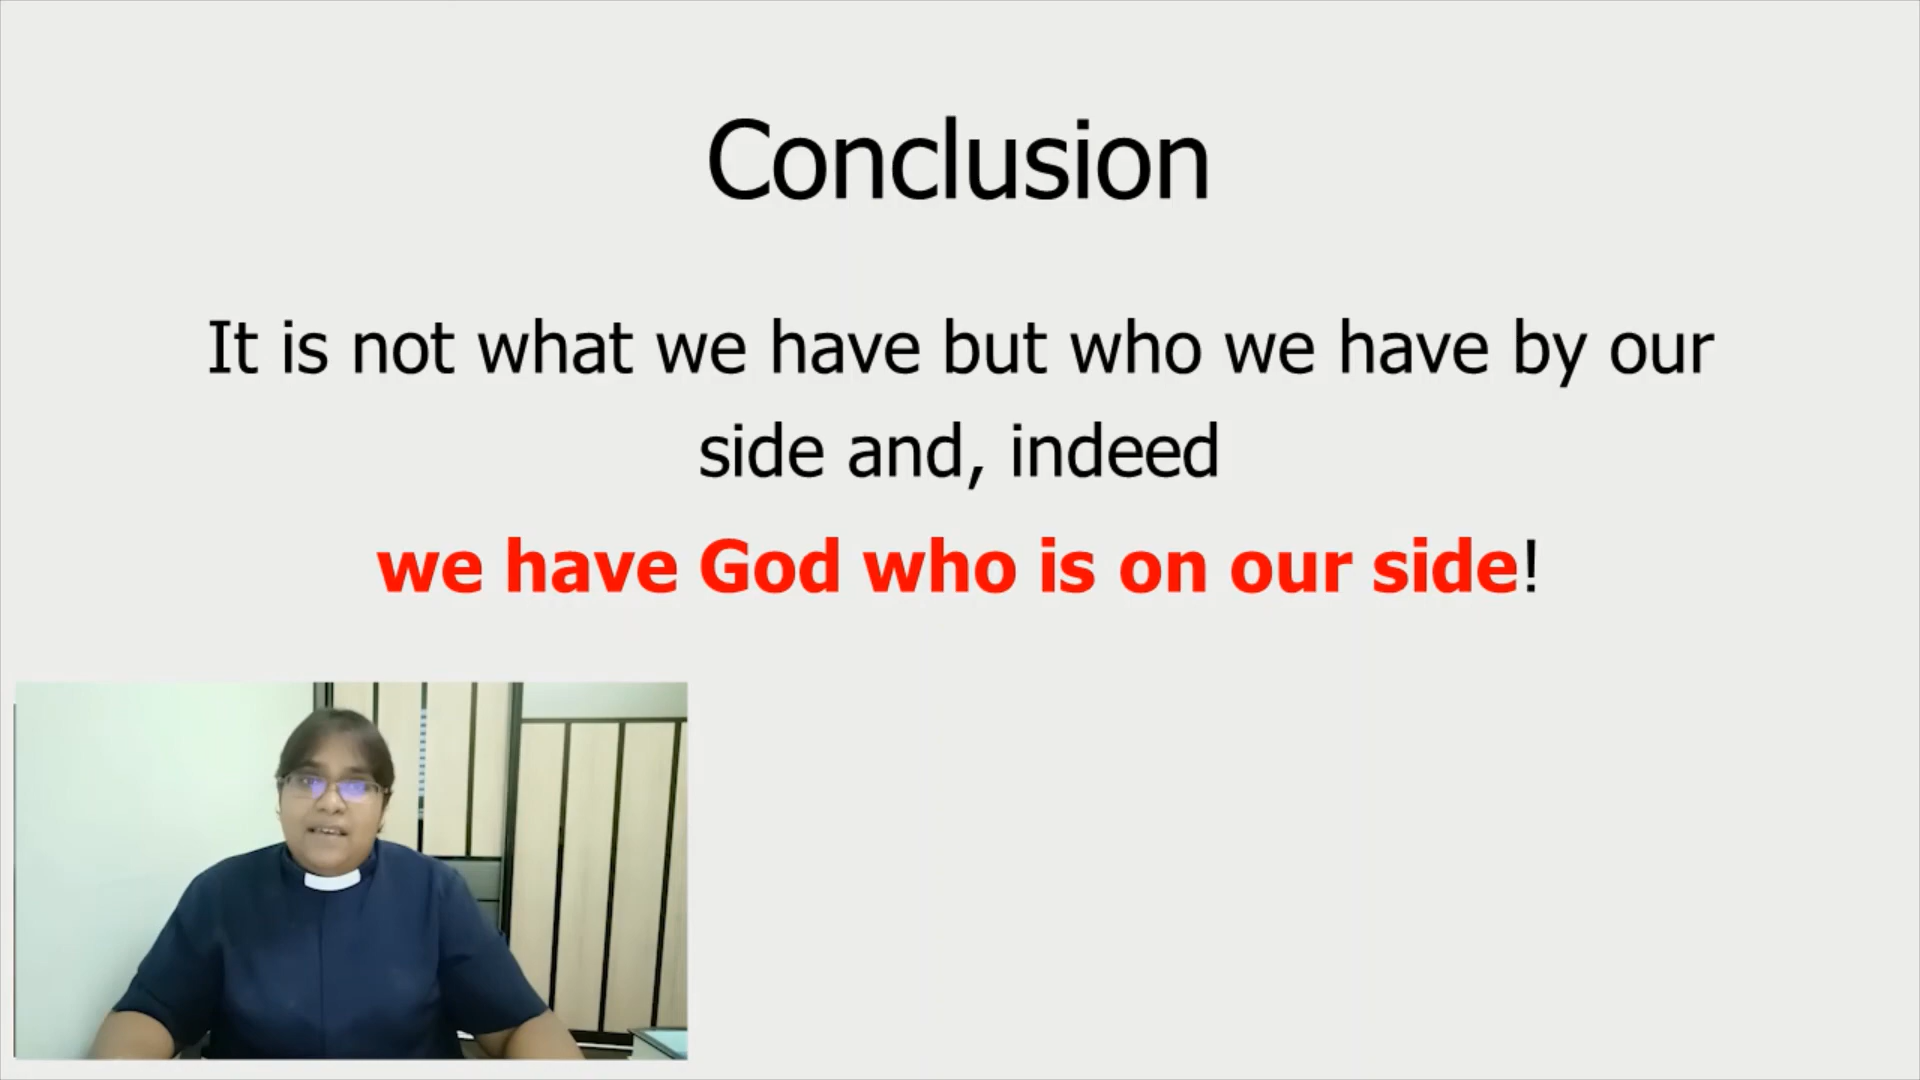 Conclusion
It is not what we have but who we have by our
side and, indeed
we have God who is on our side!